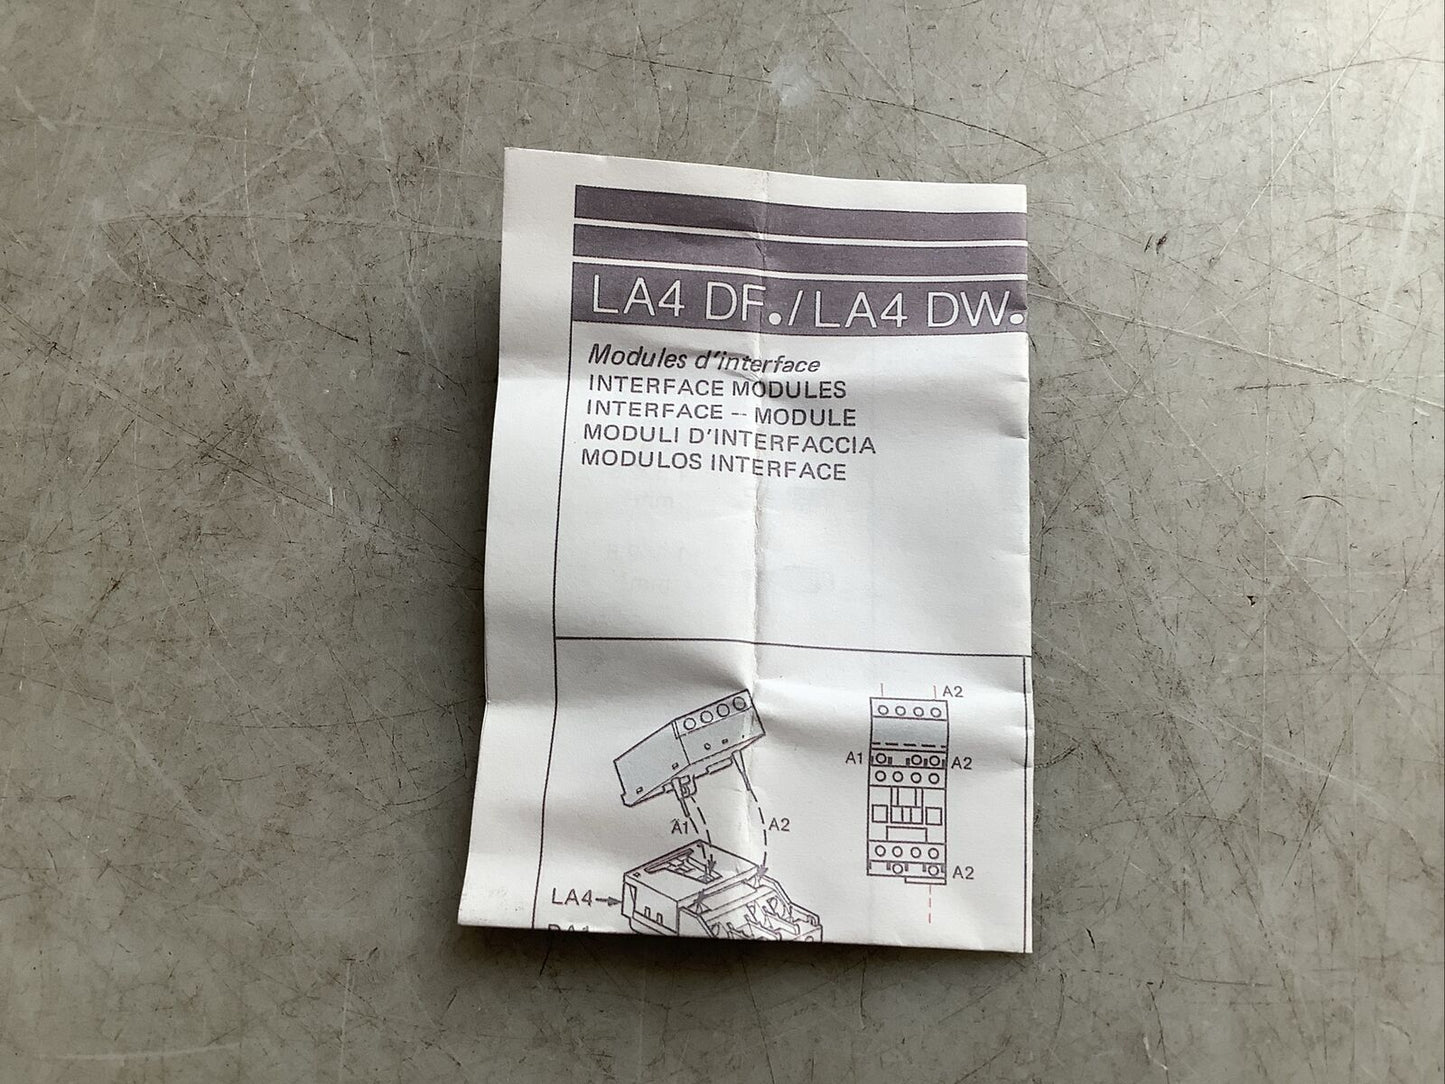 LA4 DF./LA4 DW.
Modules d'interface
INTERFACE MODULES
INTERFACE -- MODULE
MODULI D'INTERFACCIA
MODULOS INTERFACE
A2
A1 A2
A1 A2
A2
LA4